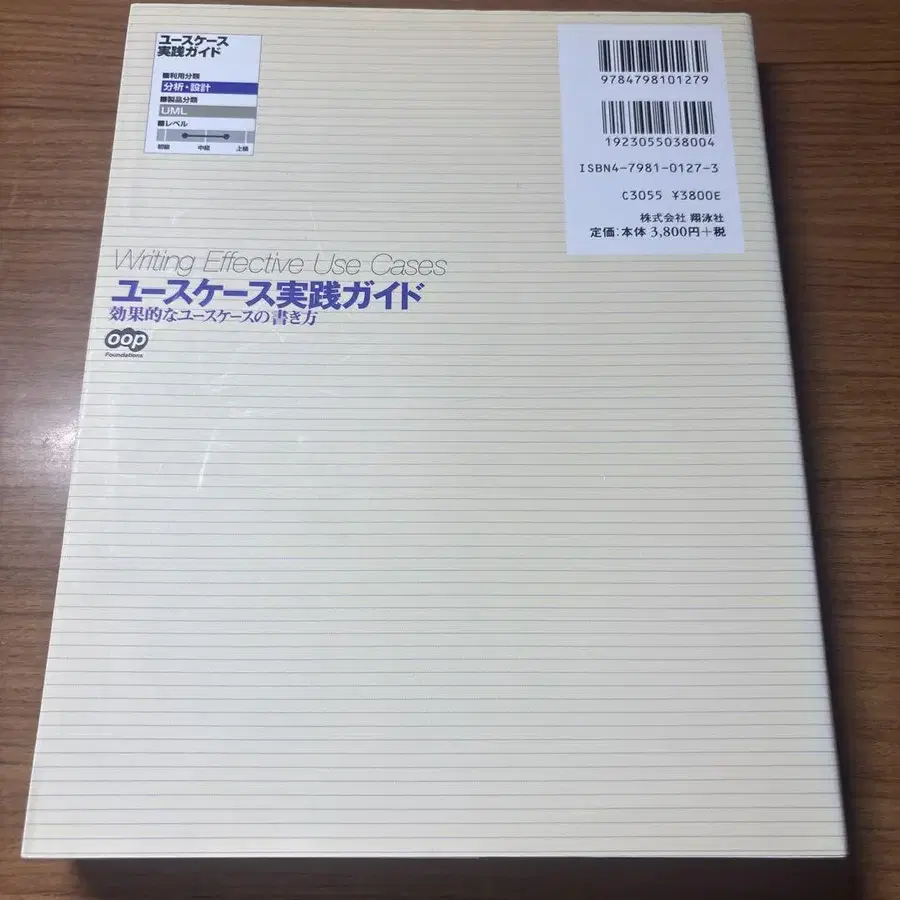 ユースケース
実践ガイド
■利用分類
分析・設計
■製品分類
UML
■レベル
初級 中級 上級
9784798101279
1923055038004
ISBN4-7981-0127-3
C3055 ¥3800E
株式会社 翔泳社
定価：本体 3,800円＋税
Writing Effective Use Cases
ユースケース実践ガイド
効果的なユースケースの書き方
oop
Foundations